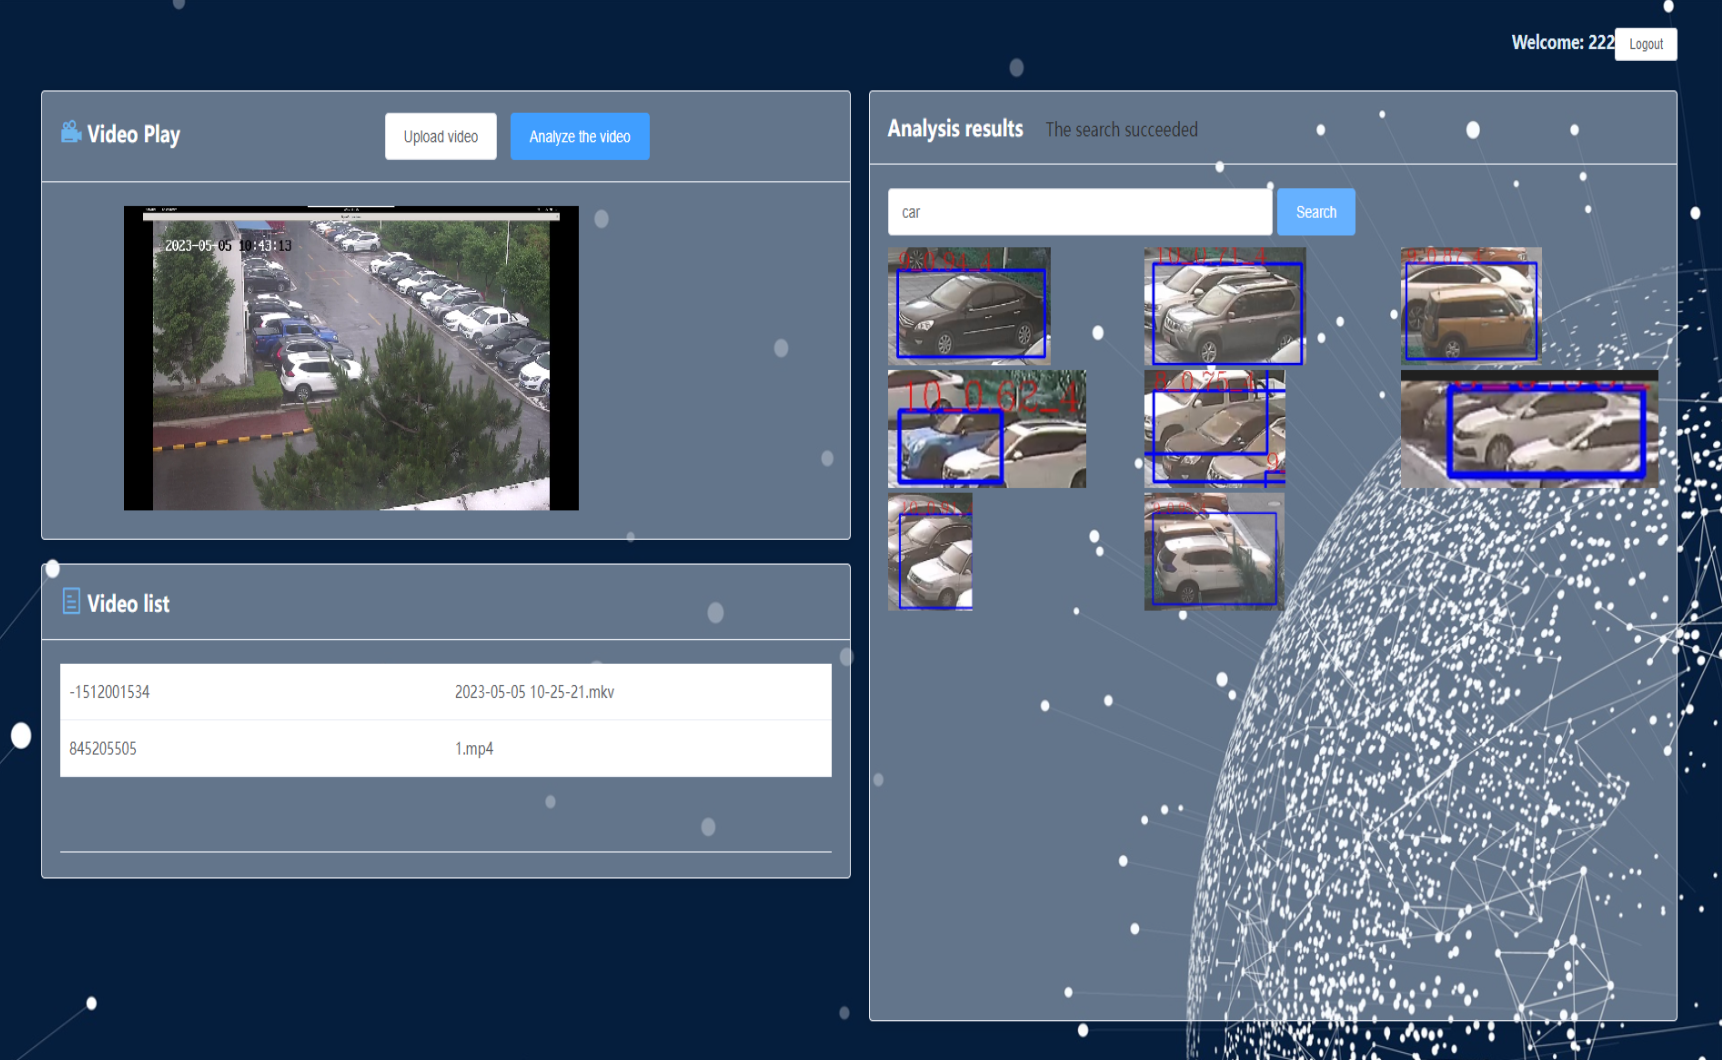 Welcome: 222
Logout
Video Play
Upload video
Analyze the video
2023-05-05 10:43:13
Video list
-1512001534
2023-05-05 10-25-21.mkv
845205505
1.mp4
Analysis results
The search succeeded
car
Search
10_0.71_4
10_0.62_4